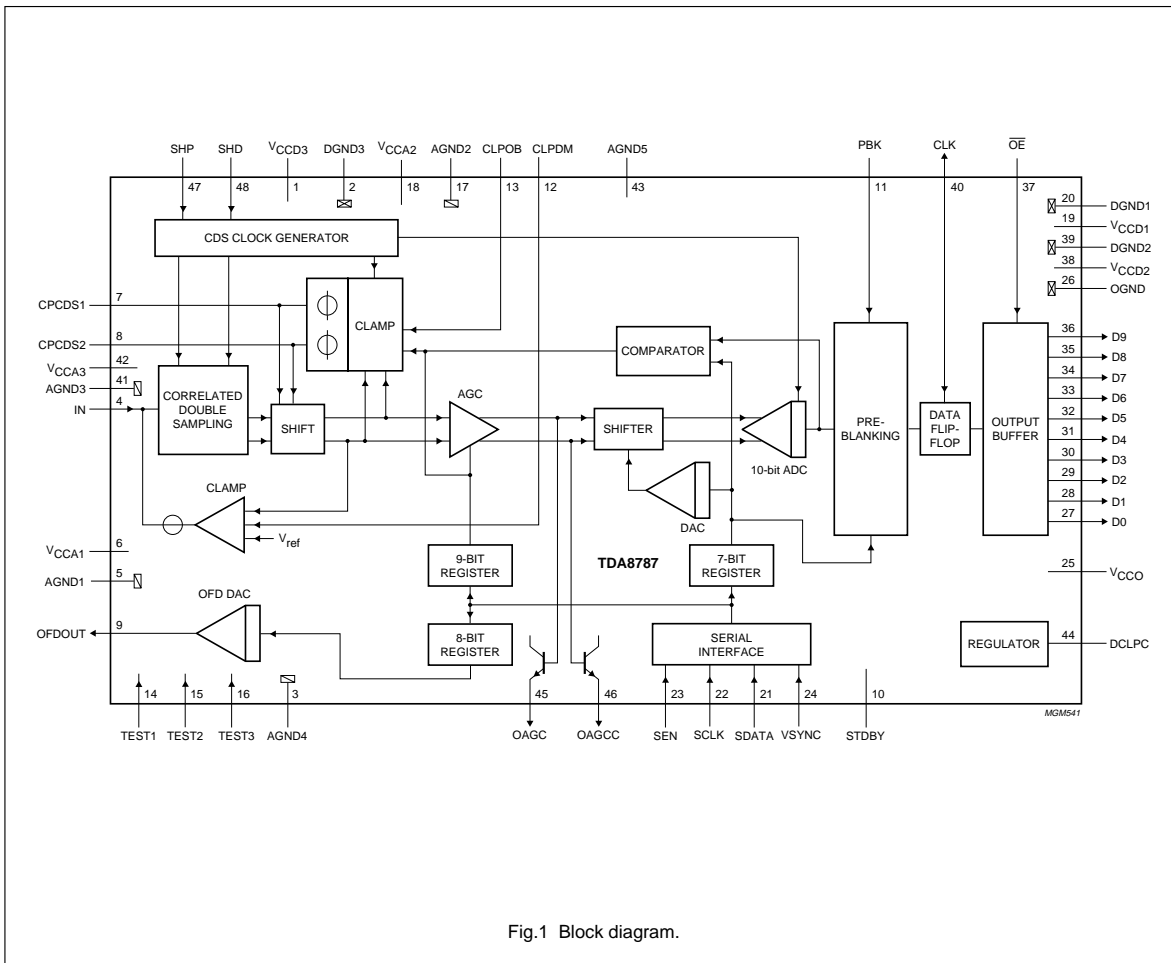 SHP SHD VCCD3 DGND3 VCCA2 AGND2 CLPOB CLPDM AGND5 PBK CLK OE
47 48 1 2 18 17 13 12 43 11 40 37
20 DGND1
19 VCCD1
39 DGND2
38 VCCD2
26 OGND
CDS CLOCK GENERATOR
CPCDS1 7
CPCDS2 8
VCCA3 42
AGND3 41
IN 4
CLAMP
COMPARATOR
CORRELATED
DOUBLE
SAMPLING
SHIFT
AGC
SHIFTER
10-bit ADC
DAC
PRE-
BLANKING
DATA
FLIP-
FLOP
OUTPUT
BUFFER
36 D9
35 D8
34 D7
33 D6
32 D5
31 D4
30 D3
29 D2
28 D1
27 D0
CLAMP
Vref
VCCA1 6
AGND1 5
9-BIT
REGISTER
TDA8787
7-BIT
REGISTER
25 VCCO
OFD DAC
OFDOUT 9
8-BIT
REGISTER
SERIAL
INTERFACE
REGULATOR
44 DCLPC
14 15 16 3 45 46 23 22 21 24 10
TEST1 TEST2 TEST3 AGND4 OAGC OAGCC SEN SCLK SDATA VSYNC STDBY
MGM541
Fig.1 Block diagram.